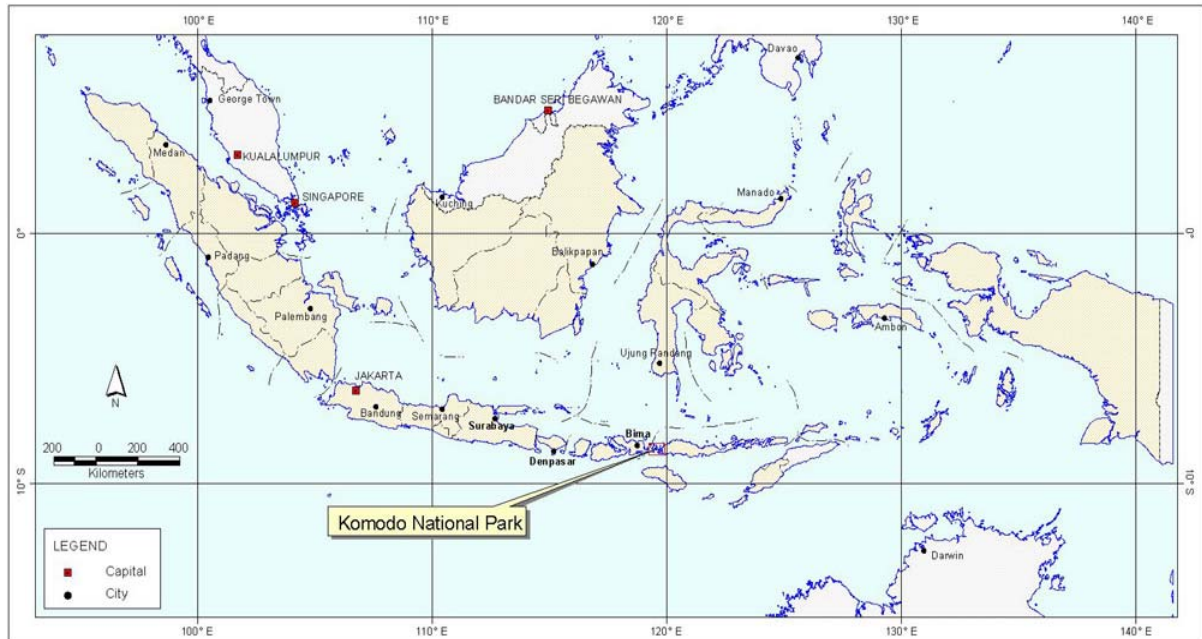 100° E 110° E 120° E 130° E 140° E
Davao
George Town
BANDAR SERI BEGAWAN
Medan
KUALALUMPUR
SINGAPORE
Kuching
Manado
0° 0°
Padang
Balikpapan
Palembang
Ambon
Ujung Pandang
JAKARTA
N
Bandung
Semarang
Surabaya
Bima
Denpasar
200 0 200 400
Kilometers
10° S 10° S
Komodo National Park
LEGEND
Capital
City
Darwin
100° E 110° E 120° E 130° E 140° E